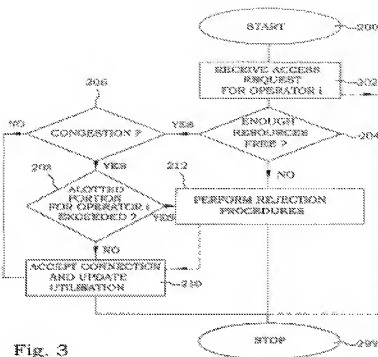 START
200
RECEIVE ACCESS
REQUEST
FOR OPERATOR i
202
206
NO
CONGESTION ?
YES
ENOUGH
RESOURCES
FREE ?
204
YES
208
212
NO
ALOTTED
PORTION
FOR OPERATOR i
EXCEEDED ?
YES
PERFORM REJECTION
PROCEDURES
NO
ACCEPT CONNECTION
AND UPDATE
UTILISATION
210
Fig. 3
STOP
299